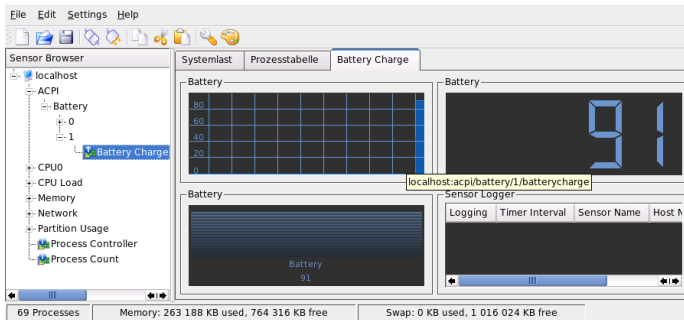 File Edit Settings Help
Sensor Browser
localhost
ACPI
Battery
0
1
Battery Charge
CPU0
CPU Load
Memory
Network
Partition Usage
Process Controller
Process Count
Systemlast Prozesstabelle Battery Charge
Battery
80
60
40
20
0
Battery
91
localhost:acpi/battery/1/batterycharge
Battery
Battery
91
Sensor Logger
Logging Timer Interval Sensor Name Host N
69 Processes Memory: 263 188 KB used, 764 316 KB free Swap: 0 KB used, 1 016 024 KB free